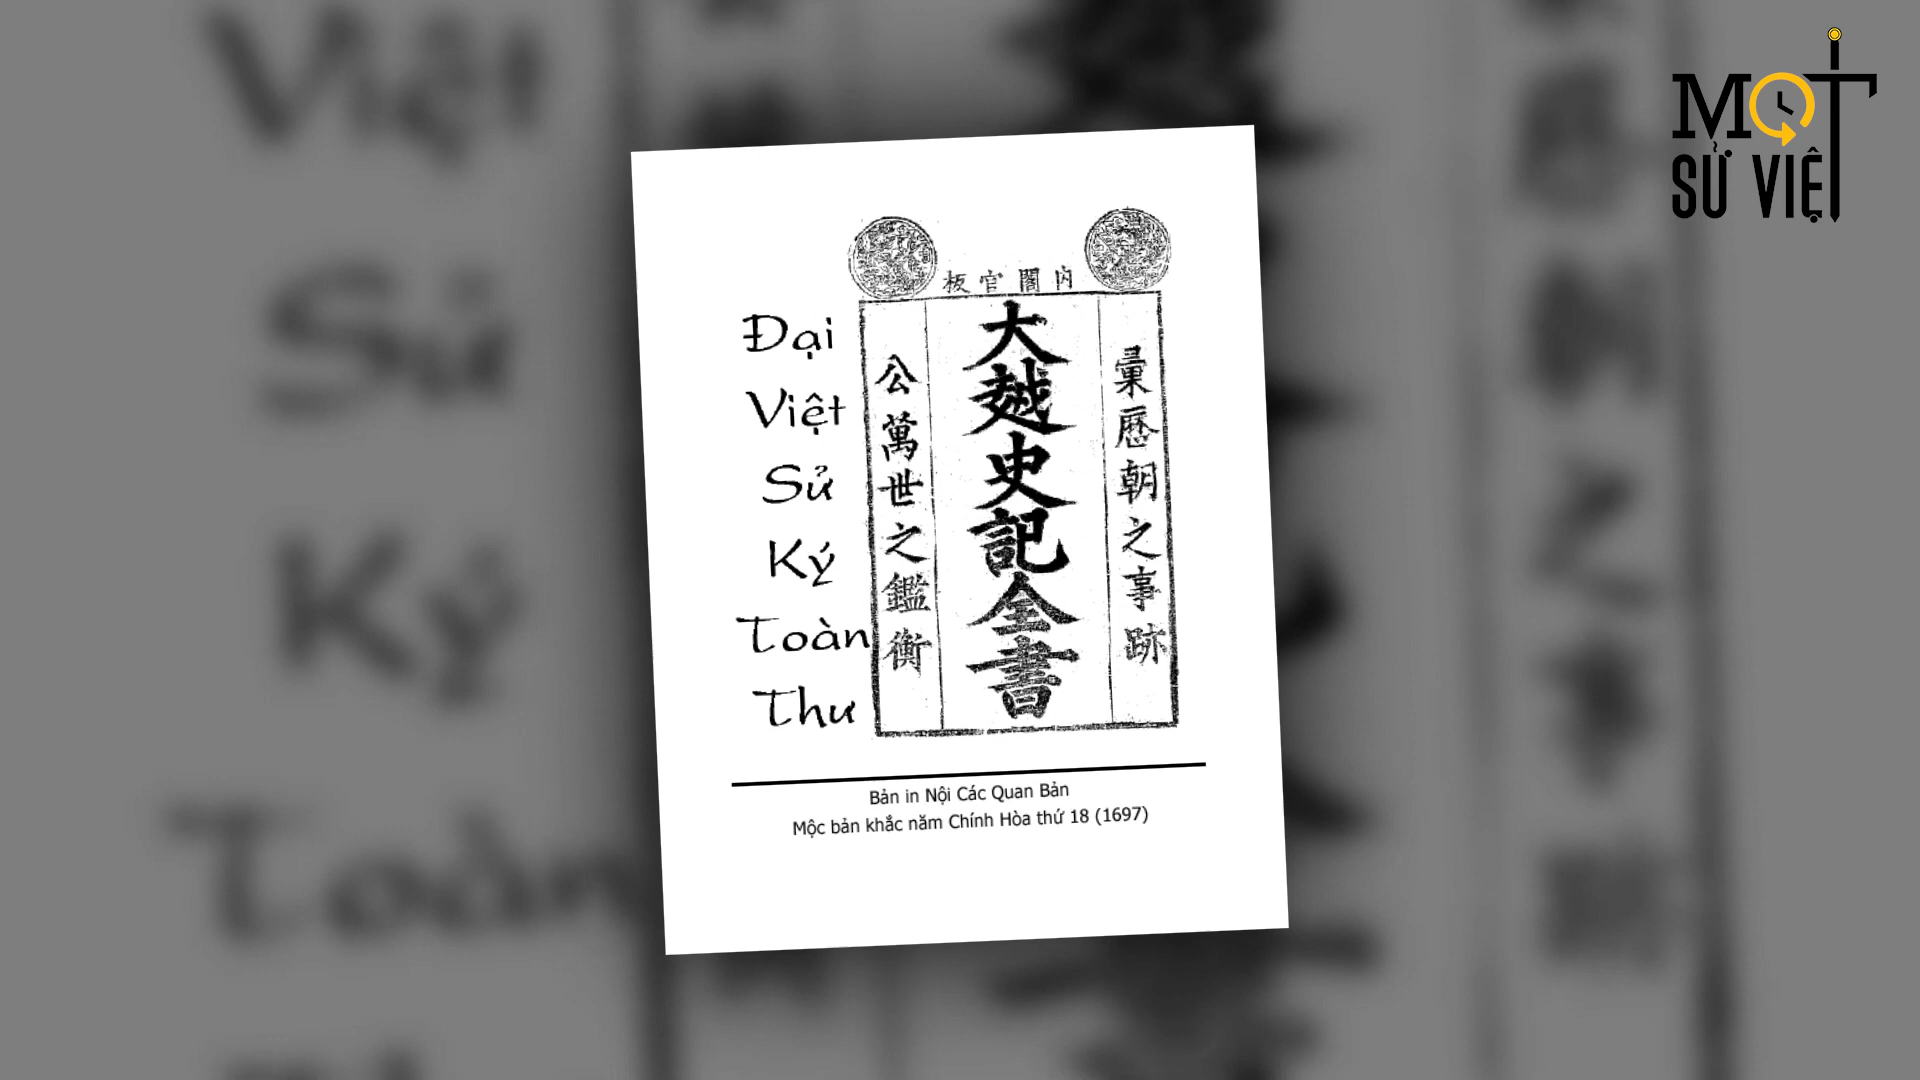 MỘT
SỬ VIỆT
板官閣内
Đại
Việt
Sử
Ký
Toàn
Thư
彙歷朝之事跡
大越史記全書
公萬世之鑑衡
Bản in Nội Các Quan Bản
Mộc bản khắc năm Chính Hòa thứ 18 (1697)